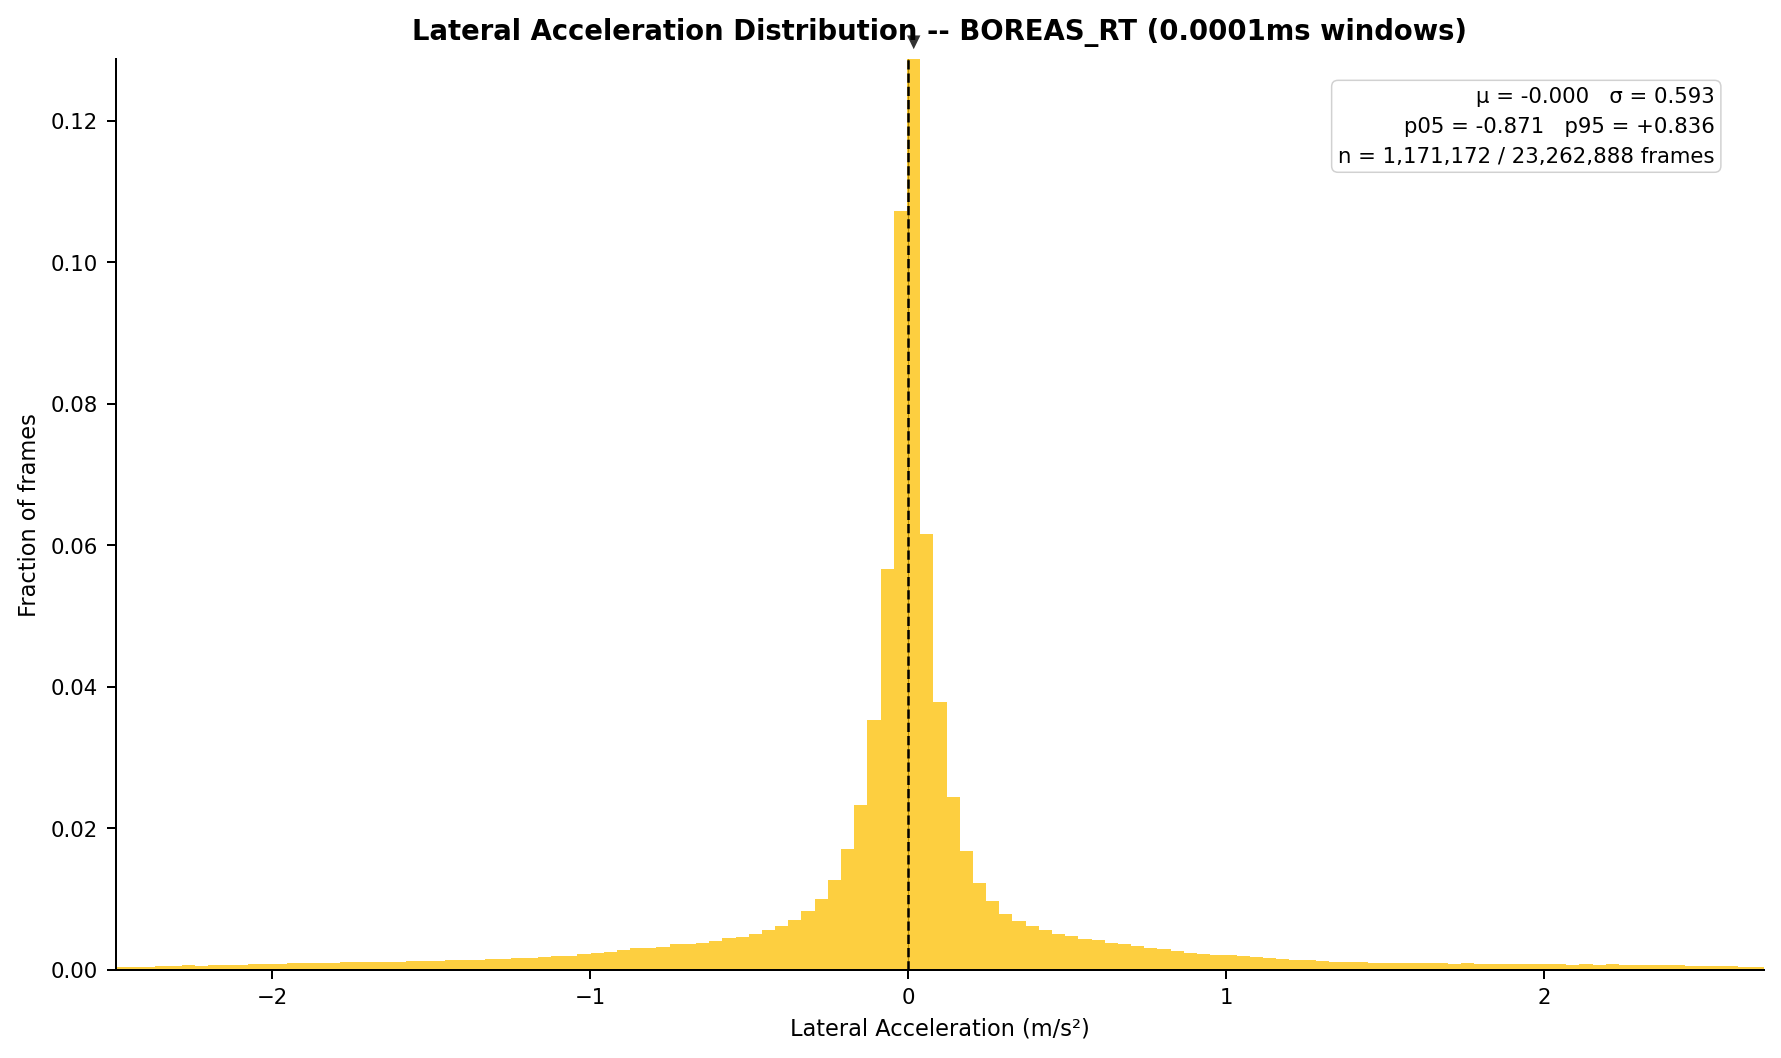 Lateral Acceleration Distribution -- BOREAS_RT (0.0001ms windows)
μ = -0.000   σ = 0.593
p05 = -0.871   p95 = +0.836
n = 1,171,172 / 23,262,888 frames
Fraction of frames
0.12
0.10
0.08
0.06
0.04
0.02
0.00
−2 −1 0 1 2
Lateral Acceleration (m/s²)